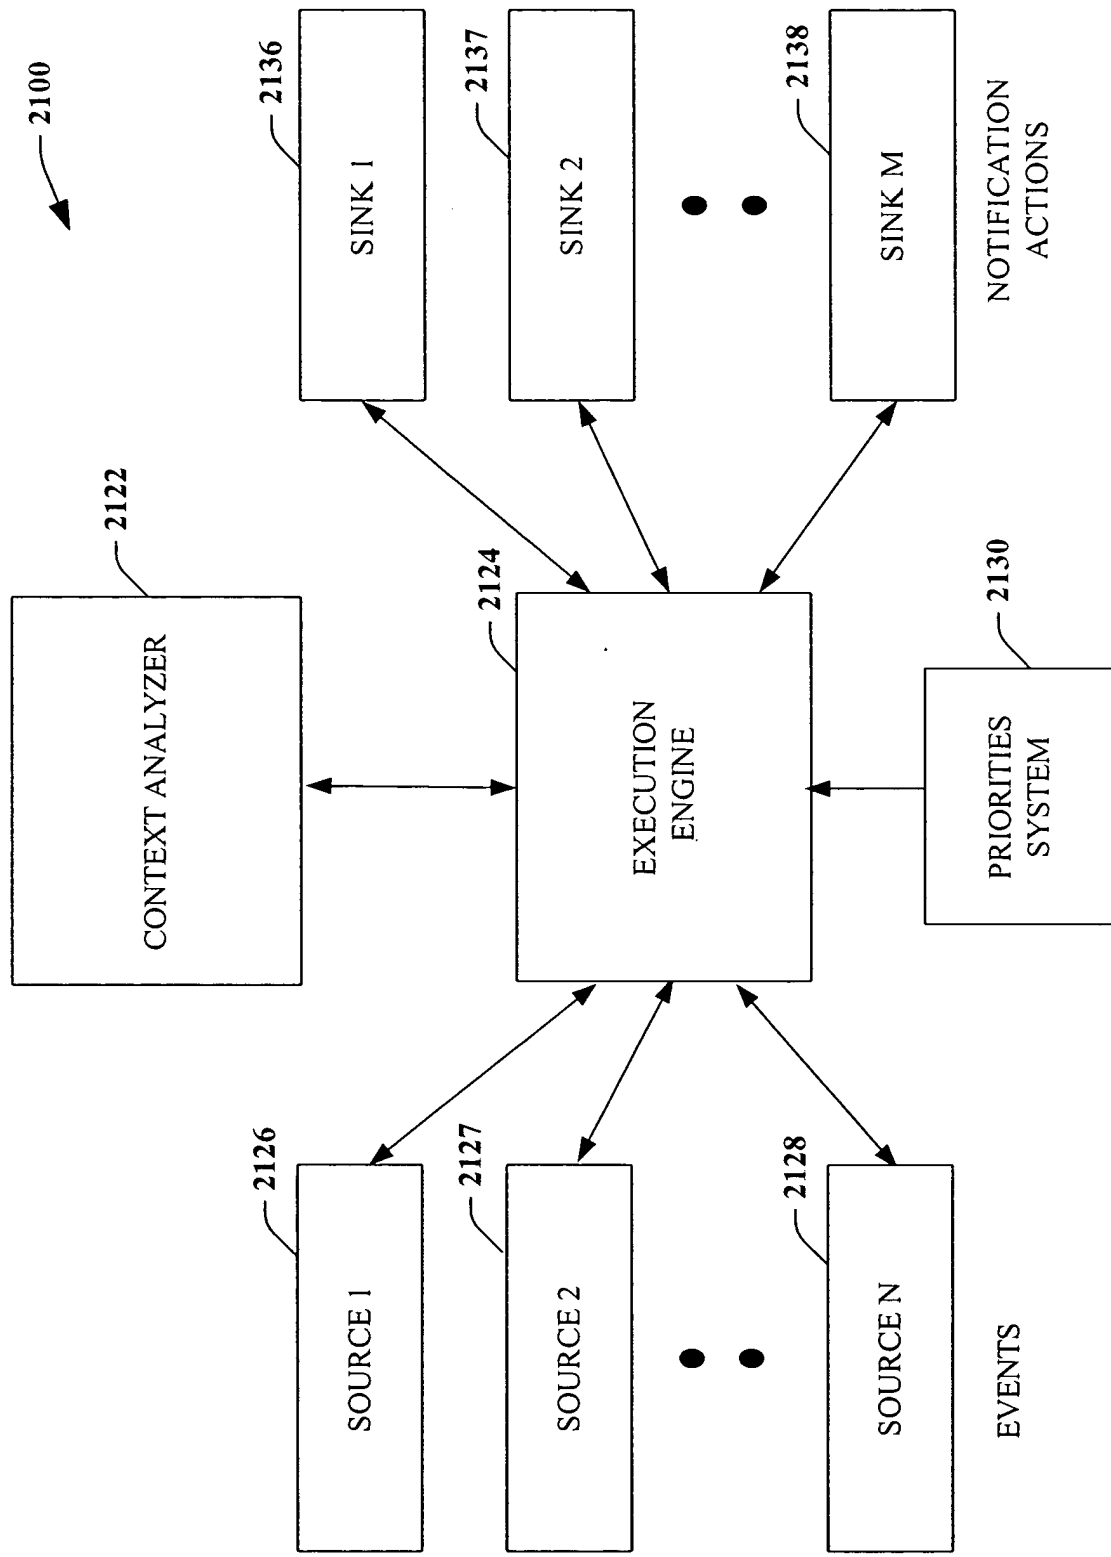 2100
2122
CONTEXT ANALYZER
2126
SOURCE 1
2127
SOURCE 2
2128
SOURCE N
EVENTS
2124
EXECUTION
ENGINE
2130
PRIORITIES
SYSTEM
2136
SINK 1
2137
SINK 2
2138
SINK M
NOTIFICATION
ACTIONS